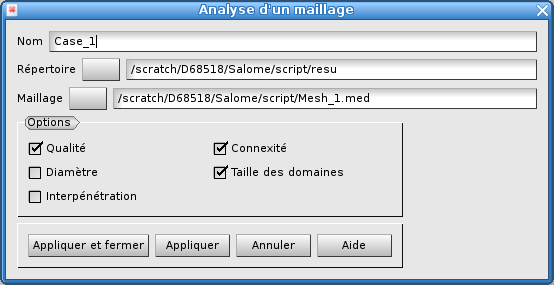 Analyse d'un maillage
Nom Case_1
Répertoire /scratch/D68518/Salome/script/resu
Maillage /scratch/D68518/Salome/script/Mesh_1.med
Options
Qualité Connexité
Diamètre Taille des domaines
Interpénétration
Appliquer et fermer Appliquer Annuler Aide